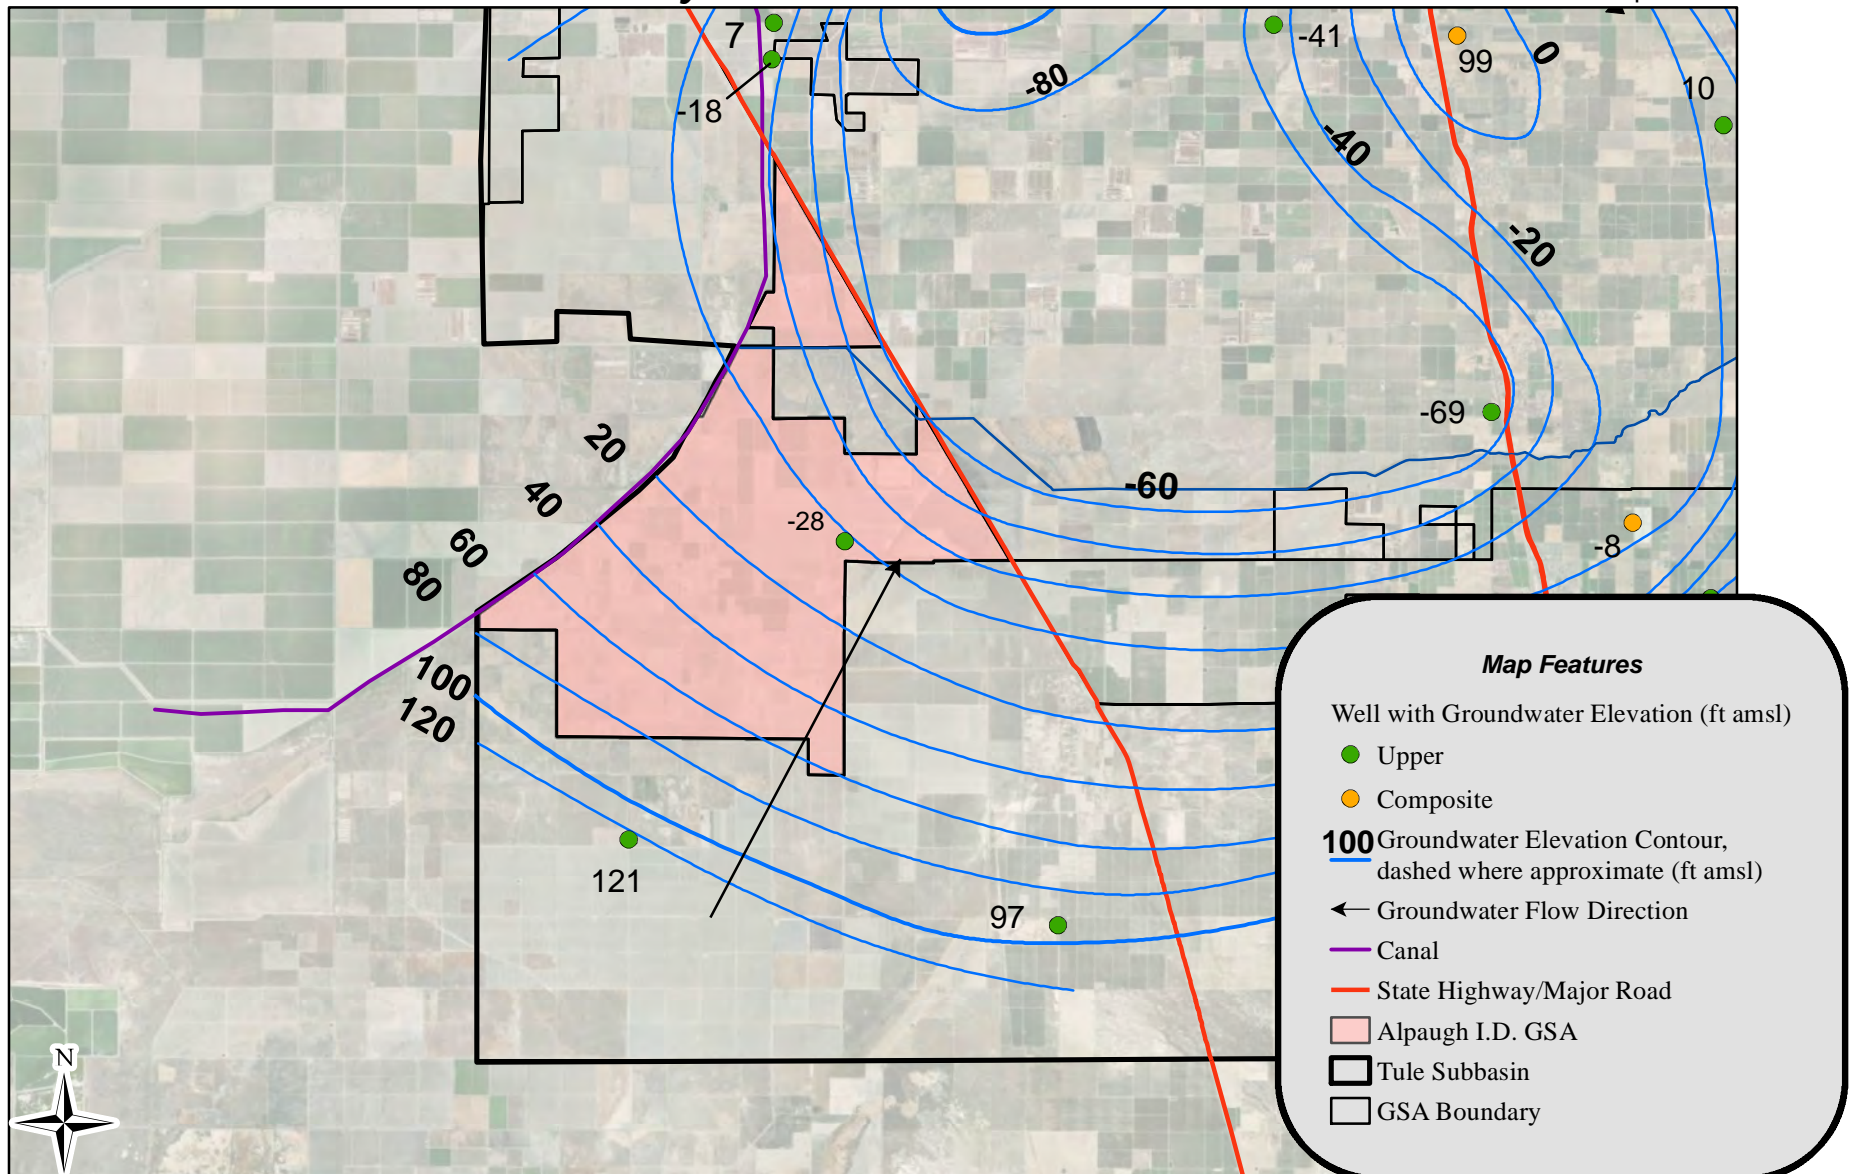 7
-18
-80
-41
99
0
10
-40
-20
-69
20
40
-60
60
-28
-8
80
100
120
121
97
N
Map Features
Well with Groundwater Elevation (ft amsl)
Upper
Composite
100 Groundwater Elevation Contour,
dashed where approximate (ft amsl)
Groundwater Flow Direction
Canal
State Highway/Major Road
Alpaugh I.D. GSA
Tule Subbasin
GSA Boundary